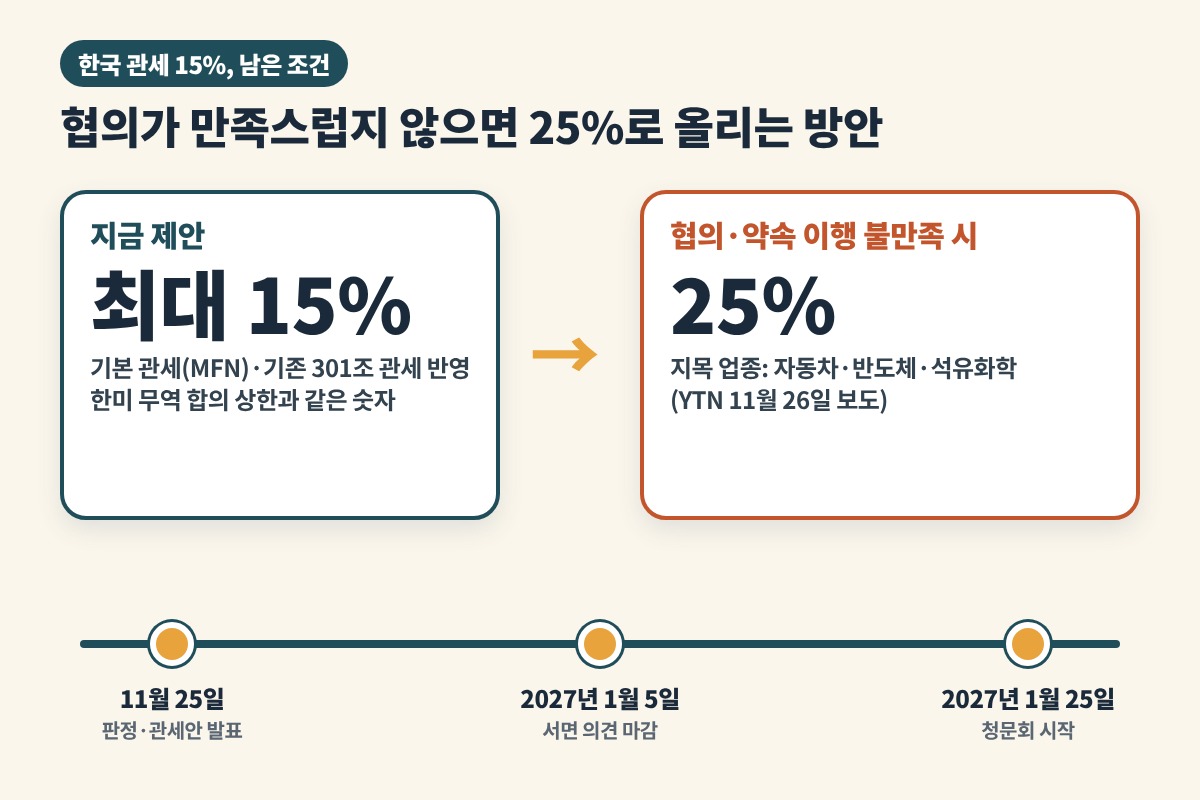 한국 관세 15%, 남은 조건
협의가 만족스럽지 않으면 25%로 올리는 방안
지금 제안
최대 15%
기본 관세(MFN)·기존 301조 관세 반영
한미 무역 합의 상한과 같은 숫자
→
협의·약속 이행 불만족 시
25%
지목 업종: 자동차·반도체·석유화학
(YTN 11월 26일 보도)
11월 25일
판정·관세안 발표
2027년 1월 5일
서면 의견 마감
2027년 1월 25일
청문회 시작